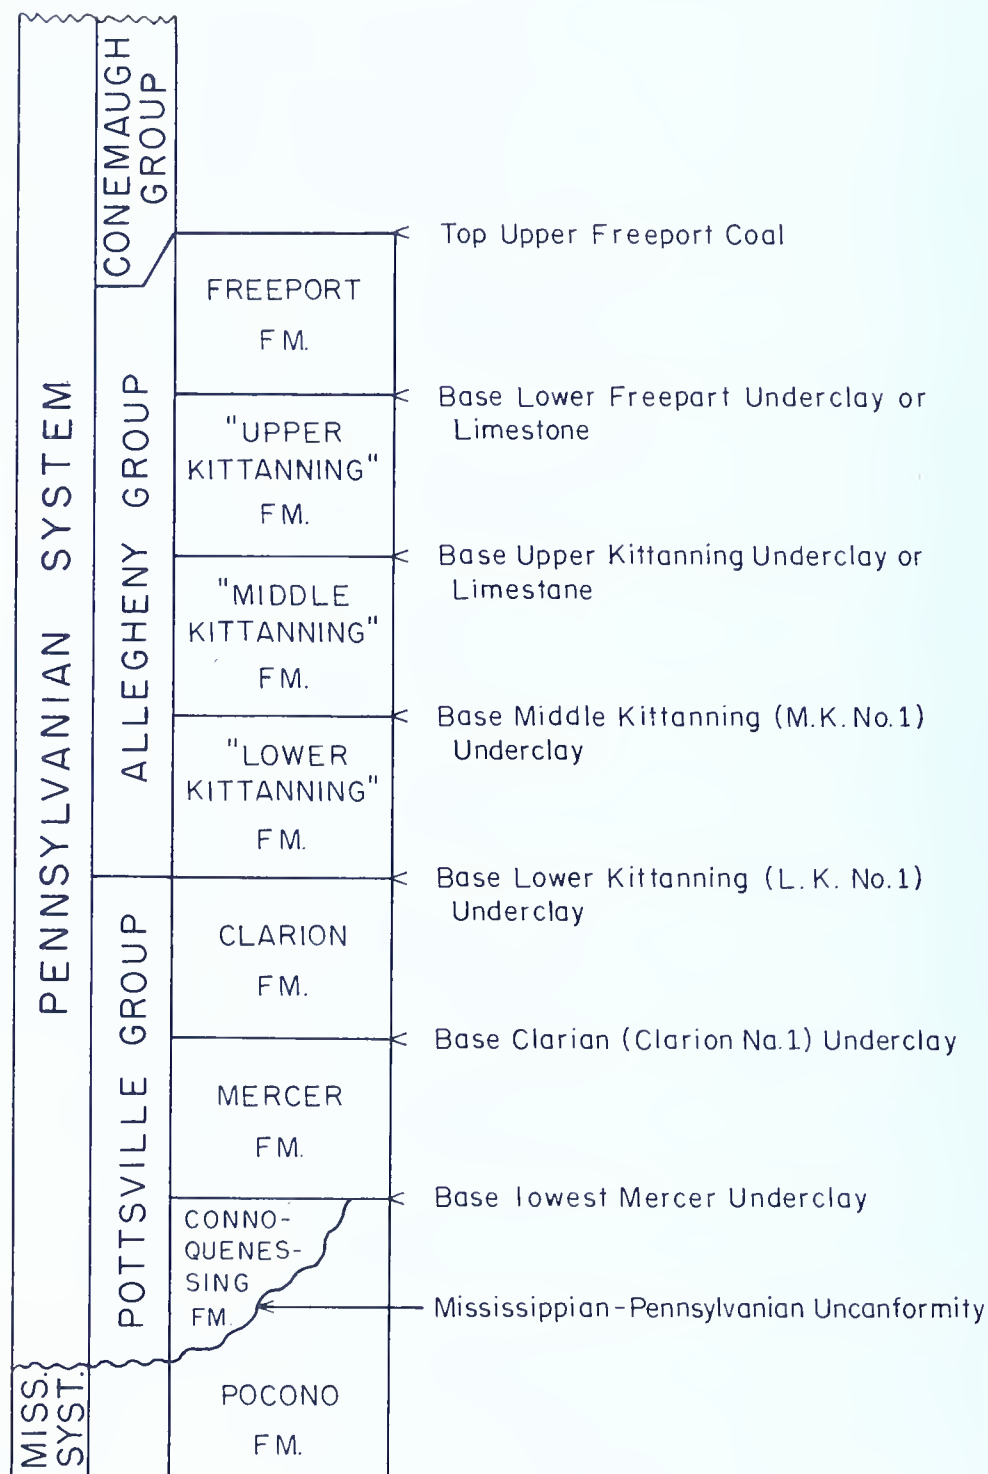 PENNSYLVANIAN SYSTEM
MISS.
SYST.
CONEMAUGH
GROUP
ALLEGHENY GROUP
POTTSVILLE GROUP
FREEPORT
FM.
"UPPER
KITTANNING"
FM.
"MIDDLE
KITTANNING"
FM.
"LOWER
KITTANNING"
FM.
CLARION
FM.
MERCER
FM.
CONNO-
QUENES-
SING
FM.
POCONO
FM.
Top Upper Freeport Coal
Base Lower Freepart Underclay or
Limestone
Base Upper Kittanning Underclay or
Limestane
Base Middle Kittanning (M.K. No.1)
Underclay
Base Lower Kittanning (L.K. No.1)
Underclay
Base Clarian (Clarion Na.1) Underclay
Base lowest Mercer Underclay
Mississippian-Pennsylvanian Uncanformity